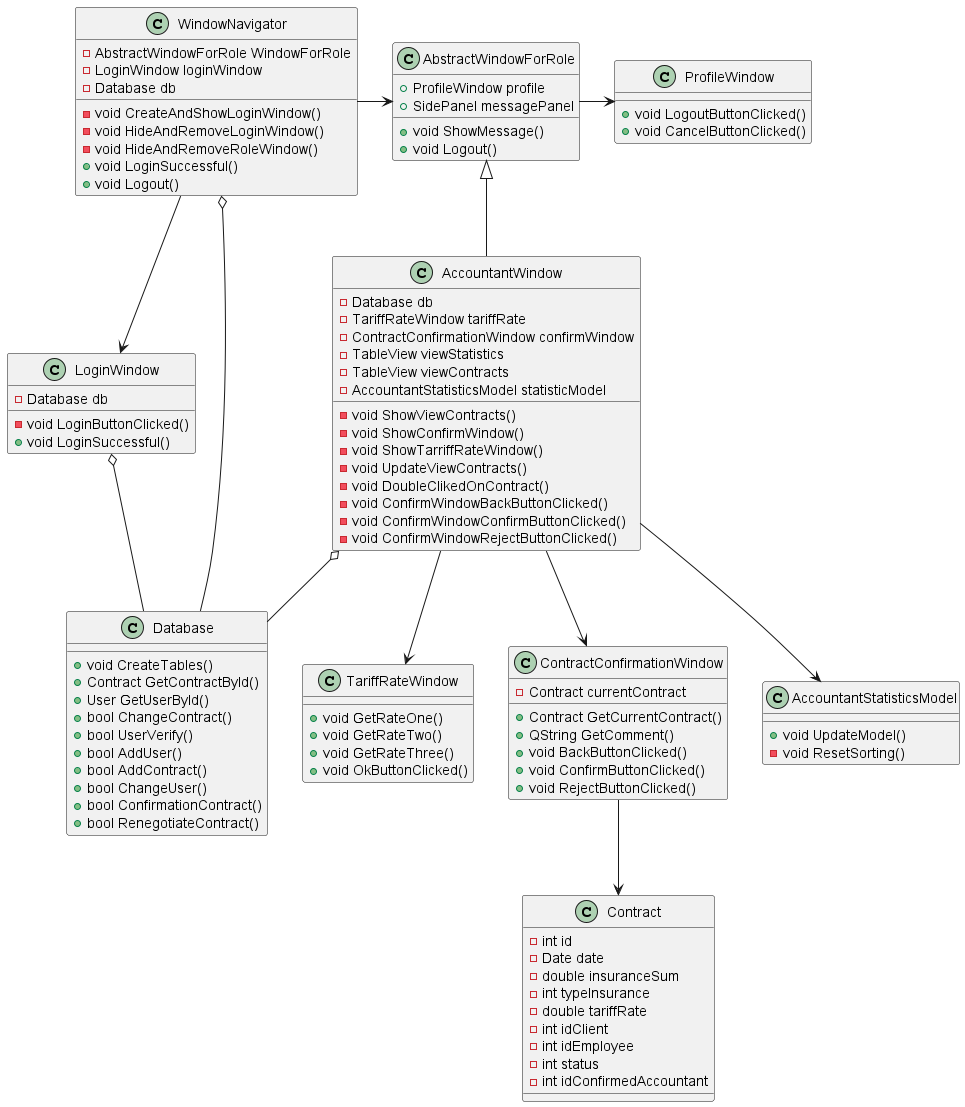 C WindowNavigator
AbstractWindowForRole WindowForRole
LoginWindow loginWindow
Database db
void CreateAndShowLoginWindow()
void HideAndRemoveLoginWindow()
void HideAndRemoveRoleWindow()
void LoginSuccessful()
void Logout()
C AbstractWindowForRole
ProfileWindow profile
SidePanel messagePanel
void ShowMessage()
void Logout()
C ProfileWindow
void LogoutButtonClicked()
void CancelButtonClicked()
C AccountantWindow
Database db
TariffRateWindow tariffRate
ContractConfirmationWindow confirmWindow
TableView viewStatistics
TableView viewContracts
AccountantStatisticsModel statisticModel
void ShowViewContracts()
void ShowConfirmWindow()
void ShowTarriffRateWindow()
void UpdateViewContracts()
void DoubleClikedOnContract()
void ConfirmWindowBackButtonClicked()
void ConfirmWindowConfirmButtonClicked()
void ConfirmWindowRejectButtonClicked()
C LoginWindow
Database db
void LoginButtonClicked()
void LoginSuccessful()
C Database
void CreateTables()
Contract GetContractById()
User GetUserById()
bool ChangeContract()
bool UserVerify()
bool AddUser()
bool AddContract()
bool ChangeUser()
bool ConfirmationContract()
bool RenegotiateContract()
C TariffRateWindow
void GetRateOne()
void GetRateTwo()
void GetRateThree()
void OkButtonClicked()
C ContractConfirmationWindow
Contract currentContract
Contract GetCurrentContract()
QString GetComment()
void BackButtonClicked()
void ConfirmButtonClicked()
void RejectButtonClicked()
C AccountantStatisticsModel
void UpdateModel()
void ResetSorting()
C Contract
int id
Date date
double insuranceSum
int typeInsurance
double tariffRate
int idClient
int idEmployee
int status
int idConfirmedAccountant